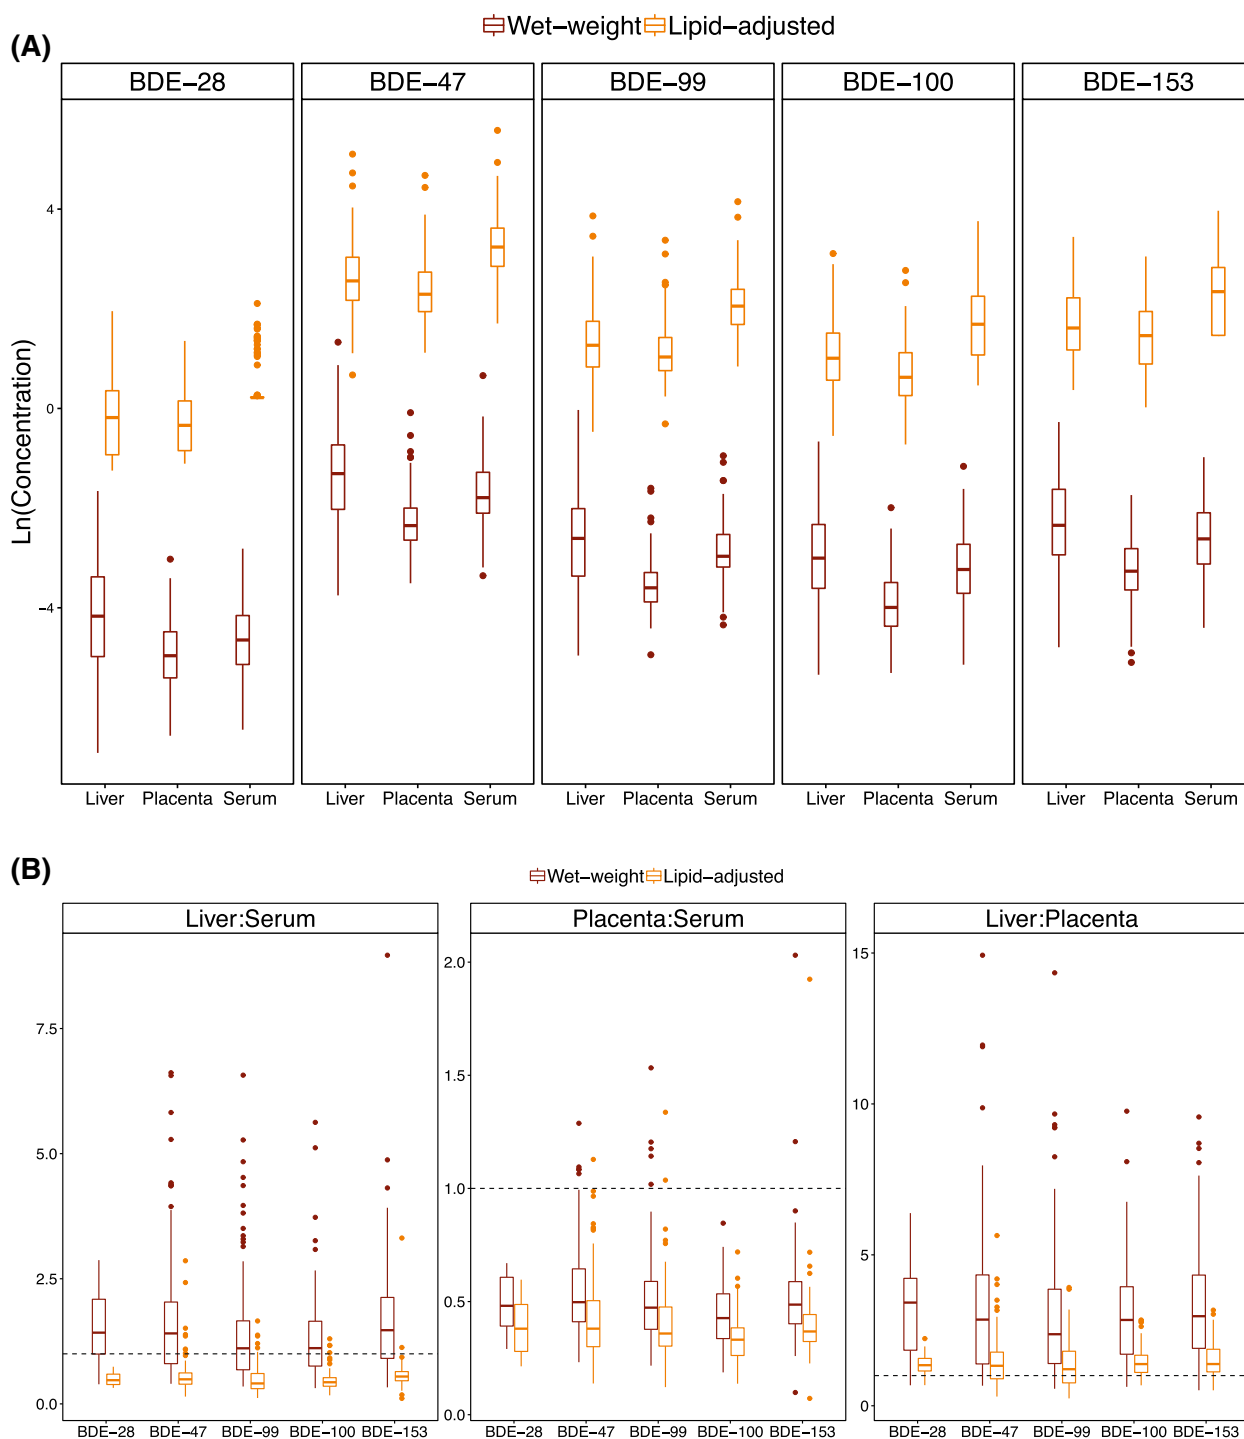 (A)
Wet−weight Lipid−adjusted
BDE−28 BDE−47 BDE−99 BDE−100 BDE−153
Ln(Concentration)
4
0
−4
Liver Placenta Serum Liver Placenta Serum Liver Placenta Serum Liver Placenta Serum Liver Placenta Serum
(B)
Wet−weight Lipid−adjusted
Liver:Serum Placenta:Serum Liver:Placenta
7.5
5.0
2.5
0.0
2.0
1.5
1.0
0.5
0.0
15
10
5
0
BDE−28 BDE−47 BDE−99 BDE−100 BDE−153 BDE−28 BDE−47 BDE−99 BDE−100 BDE−153 BDE−28 BDE−47 BDE−99 BDE−100 BDE−153